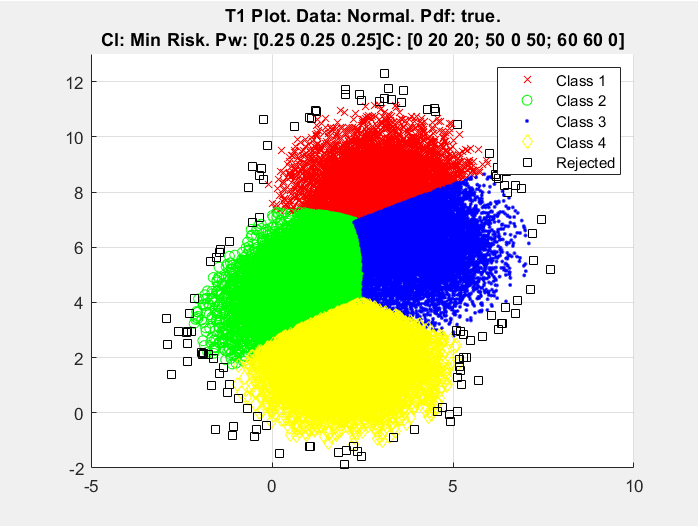 T1 Plot. Data: Normal. Pdf: true.
Cl: Min Risk. Pw: [0.25 0.25 0.25]C: [0 20 20; 50 0 50; 60 60 0]
12
10
8
6
4
2
0
-2
-5
0
5
10
Class 1
Class 2
Class 3
Class 4
Rejected